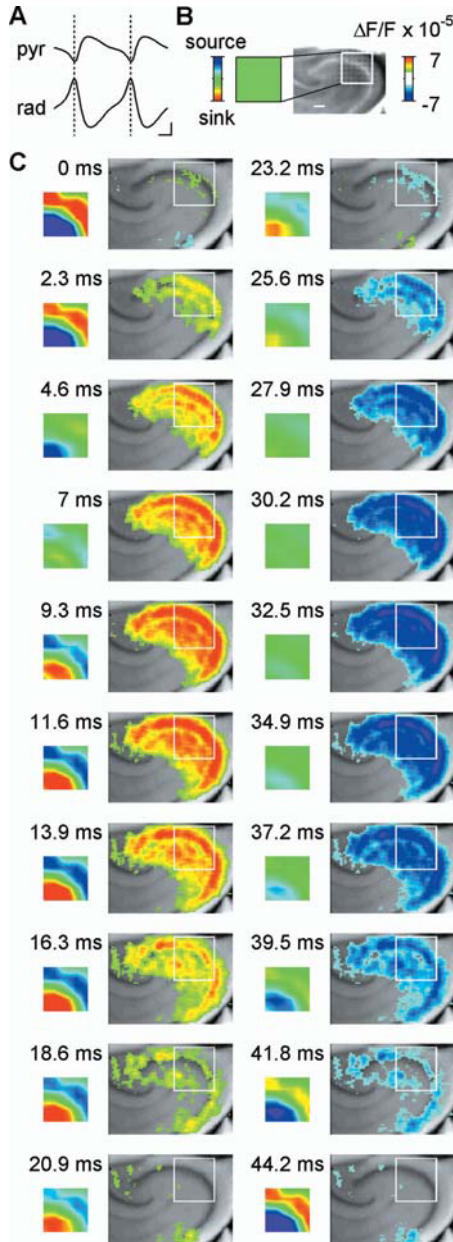 A
pyr
rad
B
source
sink
ΔF/F x 10-5
7
-7
C
0 ms
23.2 ms
2.3 ms
25.6 ms
4.6 ms
27.9 ms
7 ms
30.2 ms
9.3 ms
32.5 ms
11.6 ms
34.9 ms
13.9 ms
37.2 ms
16.3 ms
39.5 ms
18.6 ms
41.8 ms
20.9 ms
44.2 ms